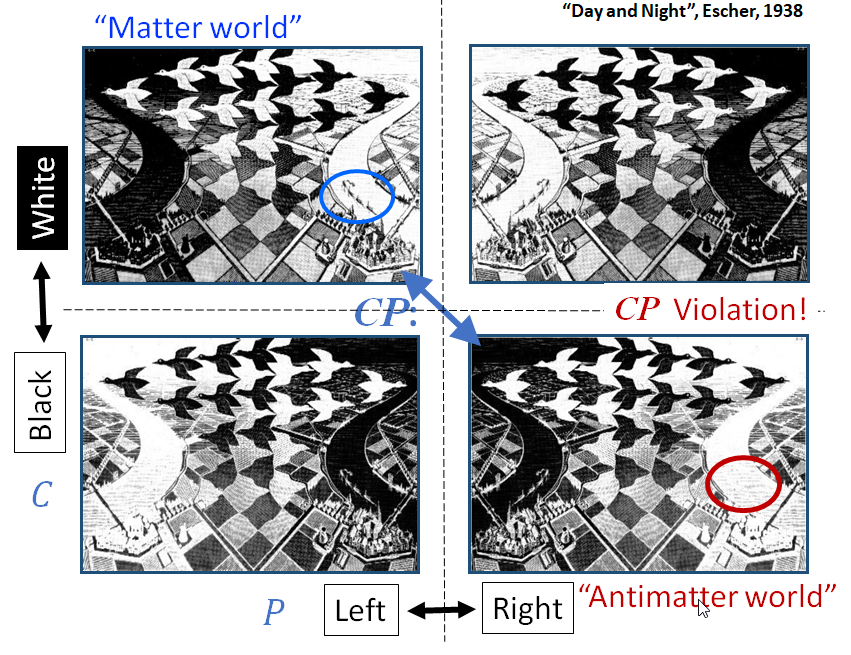 “Day and Night”, Escher, 1938
“Matter world”
White
CP:
CP Violation!
Black
C
P
Left
Right
“Antimatter world”